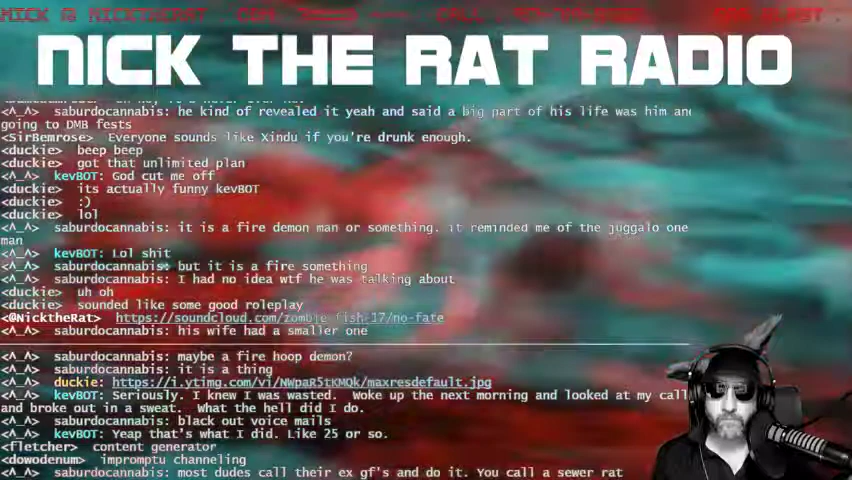 NICK THE RAT RADIO
<^_^> saburdocannabis: he kind of revealed it yeah and said a big part of his life was him and
going to DMB fests
<SirBemrose> Everyone sounds like Xindu if you're drunk enough.
<duckie> beep beep
<duckie> got that unlimited plan
<^_^> kevBOT: God cut me off
<duckie> its actually funny kevBOT
<duckie> :)
<duckie> lol
<^_^> saburdocannabis: it is a fire demon man or something. it reminded me of the juggalo one
man
<^_^> kevBOT: Lol shit
<^_^> saburdocannabis: but it is a fire something
<^_^> saburdocannabis: I had no idea wtf he was talking about
<duckie> uh oh
<duckie> sounded like some good roleplay
<@NicktheRat> https://soundcloud.com/zombie_fish-17/no-fate
<^_^> saburdocannabis: his wife had a smaller one
<^_^> saburdocannabis: maybe a fire hoop demon?
<^_^> saburdocannabis: it is a thing
<^_^> duckie: https://i.ytimg.com/vi/NWpaR5tKMQk/maxresdefault.jpg
<^_^> kevBOT: Seriously. I knew I was wasted. Woke up the next morning and looked at my call
and broke out in a sweat. What the hell did I do.
<^_^> saburdocannabis: black out voice mails
<^_^> kevBOT: Yeap that's what I did. Like 25 or so.
<fletcher> content generator
<dowodenum> impromptu channeling
<^_^> saburdocannabis: most dudes call their ex gf's and do it. You call a sewer rat